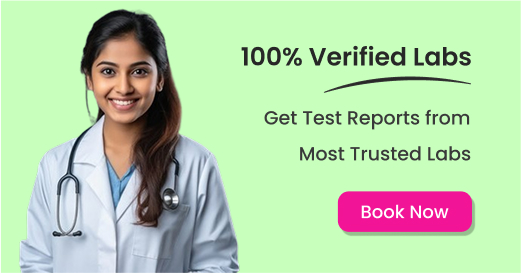 100% Verified Labs
Get Test Reports from
Most Trusted Labs
Book Now